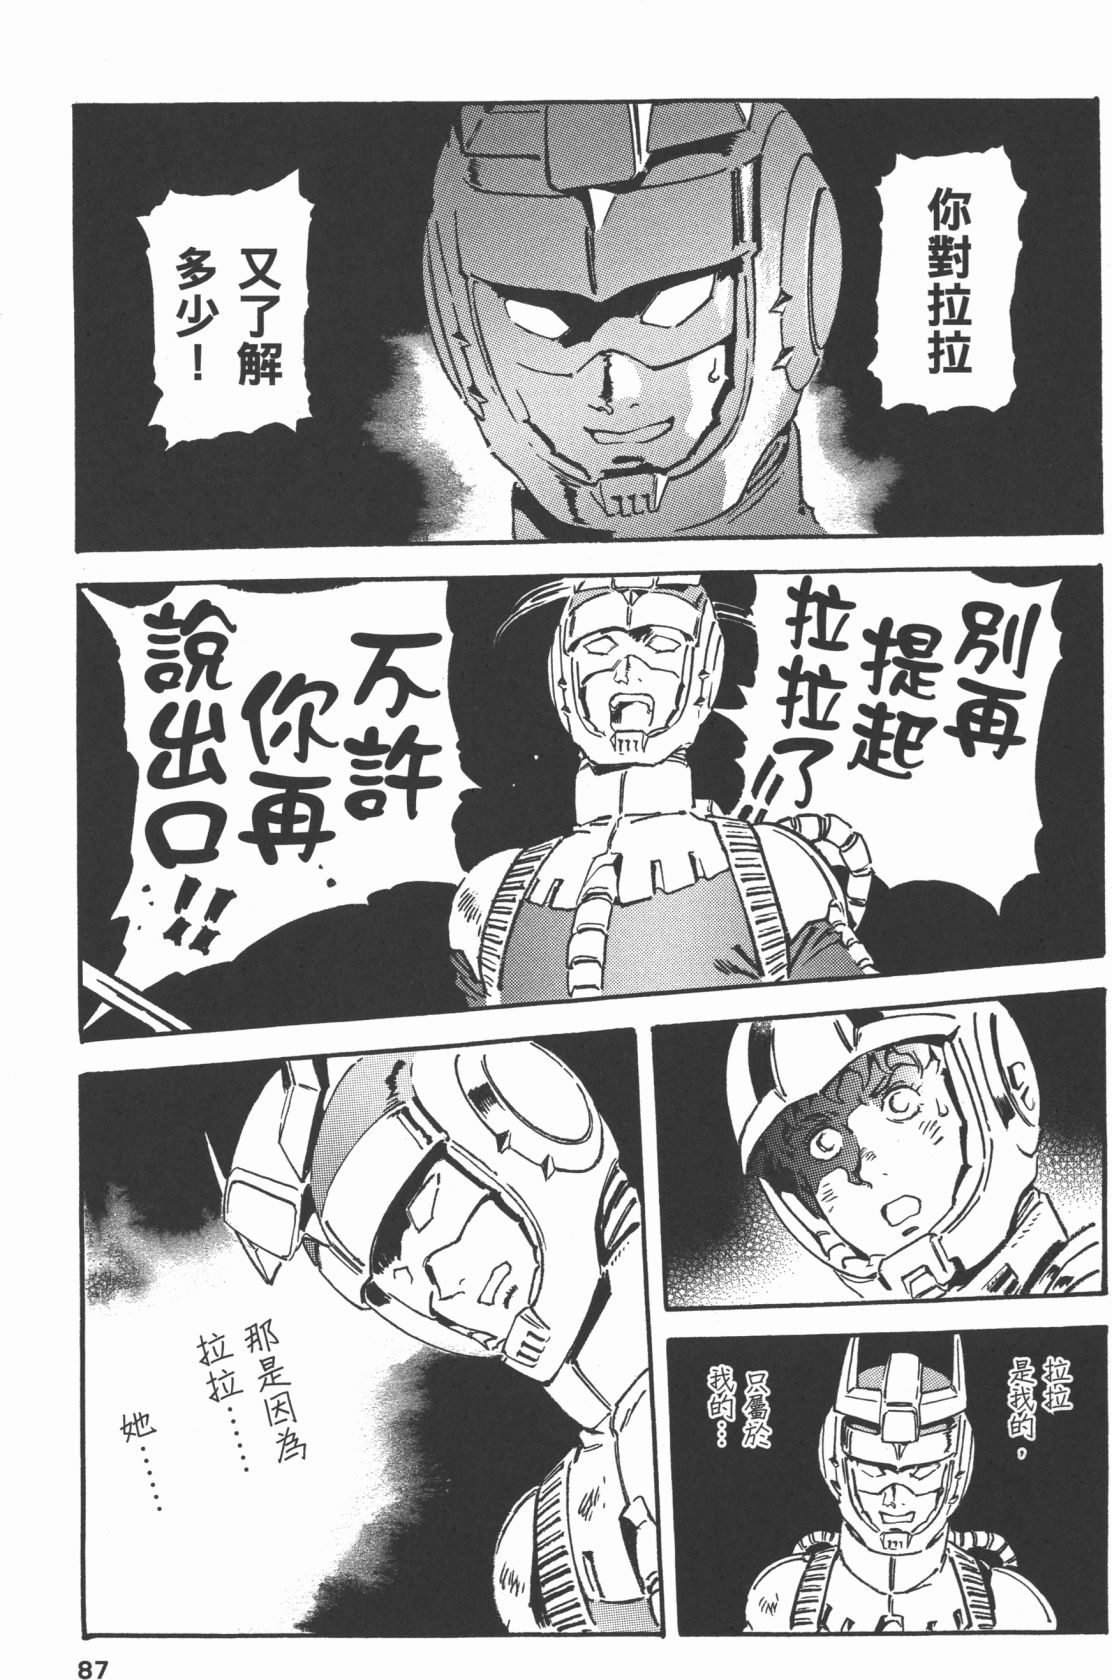 你對拉拉
又了解
多少！
別再
提起
拉拉了!!
不許
你再
說出口!!
拉拉
是我的，
只屬於
我的…
那是因為
拉拉……
她……
87